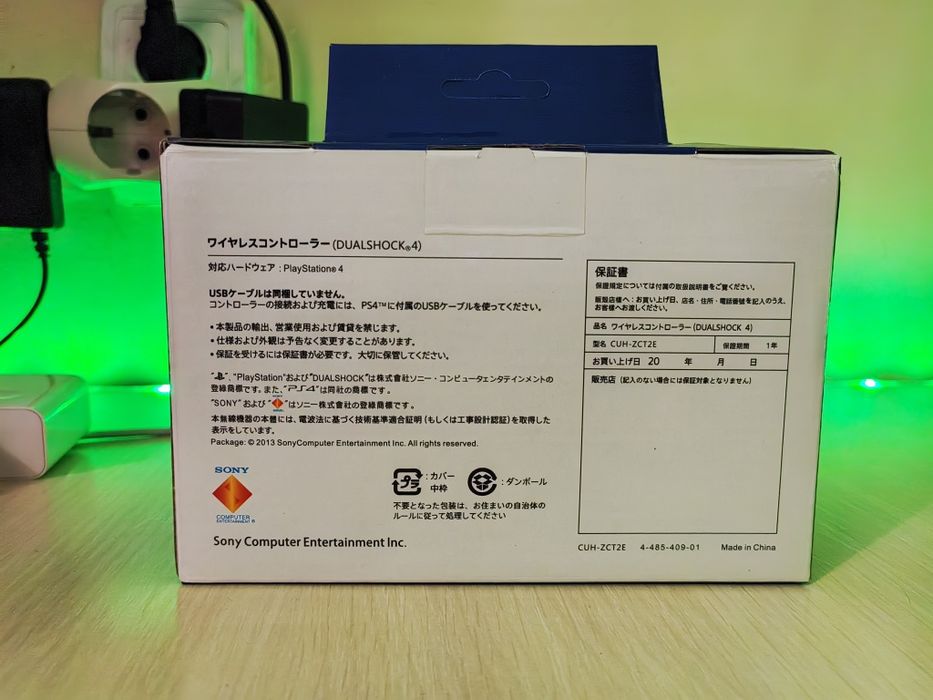 ワイヤレスコントローラー(DUALSHOCK®4)
対応ハードウェア : PlayStation® 4
USBケーブルは同梱していません。
コントローラーの接続および充電には、PS4™に付属のUSBケーブルを使ってください。
• 本製品の輸出、営業使用および賃貸を禁じます。
• 仕様および外観は予告なく変更することがあります。
• 保証を受けるには保証書が必要です。大切に保管してください。
" ", "PlayStation"および"DUALSHOCK"は株式会社ソニー・コンピュータエンタテインメントの
登録商標です。また、"PS4"は同社の商標です。
"SONY" および " "はソニー株式会社の登録商標です。
本無線機器の本體には、電波法に基づく技術基準適合証明 (もしくは工事設計認証) を取得した
表示をしています。
Package: © 2013 SonyComputer Entertainment Inc. All rights reserved.
SONY
COMPUTER
ENTERTAINMENT®
プラ : カバー
中枠
: ダンボール
不要となった包装は、お住まいの自治体の
ルールに従って処理してください
Sony Computer Entertainment Inc.
保証書
保証規定については付属の取扱説明書をご覧ください。
販売店様へ : お買い上げ日、店名・住所・電話番號を記入のうえ、
お客様へお渡しください。
品名 ワイヤレスコントローラー(DUALSHOCK 4)
型名 CUH-ZCT2E 保証期間 1年
お買い上げ日 20 年 月 日
販売店 (記入のない場合には保証対象となりません)
CUH-ZCT2E 4-485-409-01 Made in China